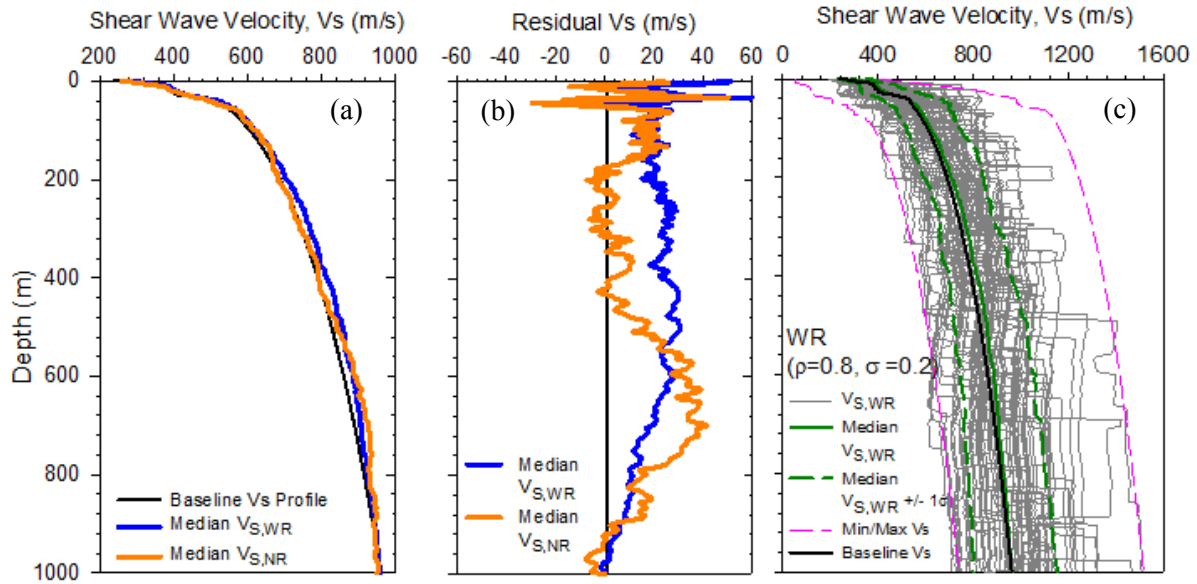 Shear Wave Velocity, Vs (m/s)
200 400 600 800 1000
0
200
400
600
800
1000
Depth (m)
(a)
Baseline Vs Profile
Median V_S,WR
Median V_S,NR
Residual Vs (m/s)
-60 -40 -20 0 20 40 60
(b)
Median
V_S,WR
Median
V_S,NR
Shear Wave Velocity, Vs (m/s)
0 400 800 1200 1600
(c)
WR
(ρ=0.8, σ =0.2)
V_S,WR
Median
V_S,WR
Median
V_S,WR +/- 1σ
Min/Max Vs
Baseline Vs